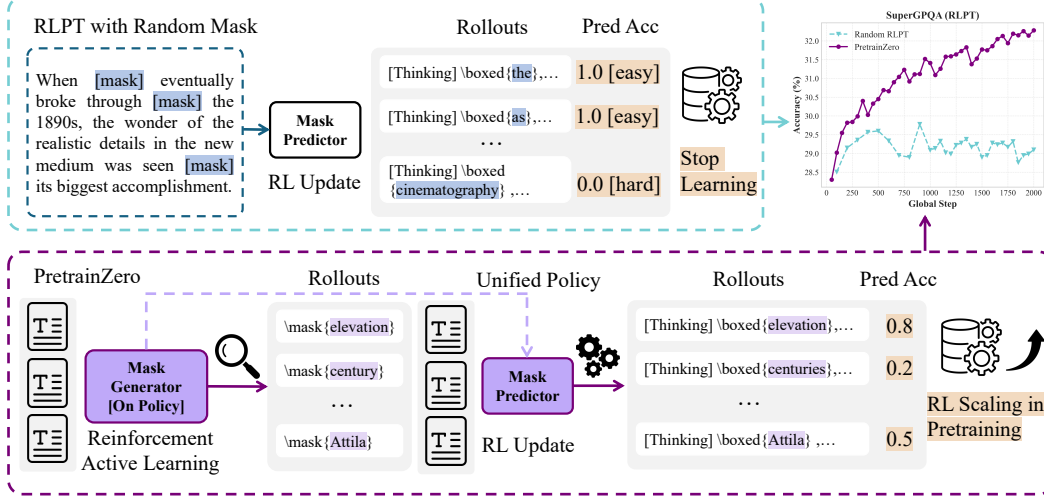 RLPT with Random Mask
When [mask] eventually
broke through [mask] the
1890s, the wonder of the
realistic details in the new
medium was seen [mask]
its biggest accomplishment.
Mask
Predictor
RL Update
Rollouts
Pred Acc
[Thinking] \boxed{the},...
1.0 [easy]
[Thinking] \boxed{as},...
1.0 [easy]
...
[Thinking] \boxed
{cinematography} ,...
0.0 [hard]
Stop
Learning
SuperGPQA (RLPT)
Random RLPT
PretrainZero
Accuracy (%)
32.0
31.5
31.0
30.5
30.0
29.5
29.0
28.5
0 250 500 750 1000 1250 1500 1750 2000
Global Step
PretrainZero
T
T
T
Mask
Generator
[On Policy]
Reinforcement
Active Learning
Rollouts
\mask{elevation}
\mask{century}
...
\mask{Attila}
Unified Policy
T
T
T
Mask
Predictor
RL Update
Rollouts
Pred Acc
[Thinking] \boxed{elevation},...
0.8
[Thinking] \boxed{centuries},...
0.2
...
[Thinking] \boxed{Attila} ,...
0.5
RL Scaling in
Pretraining